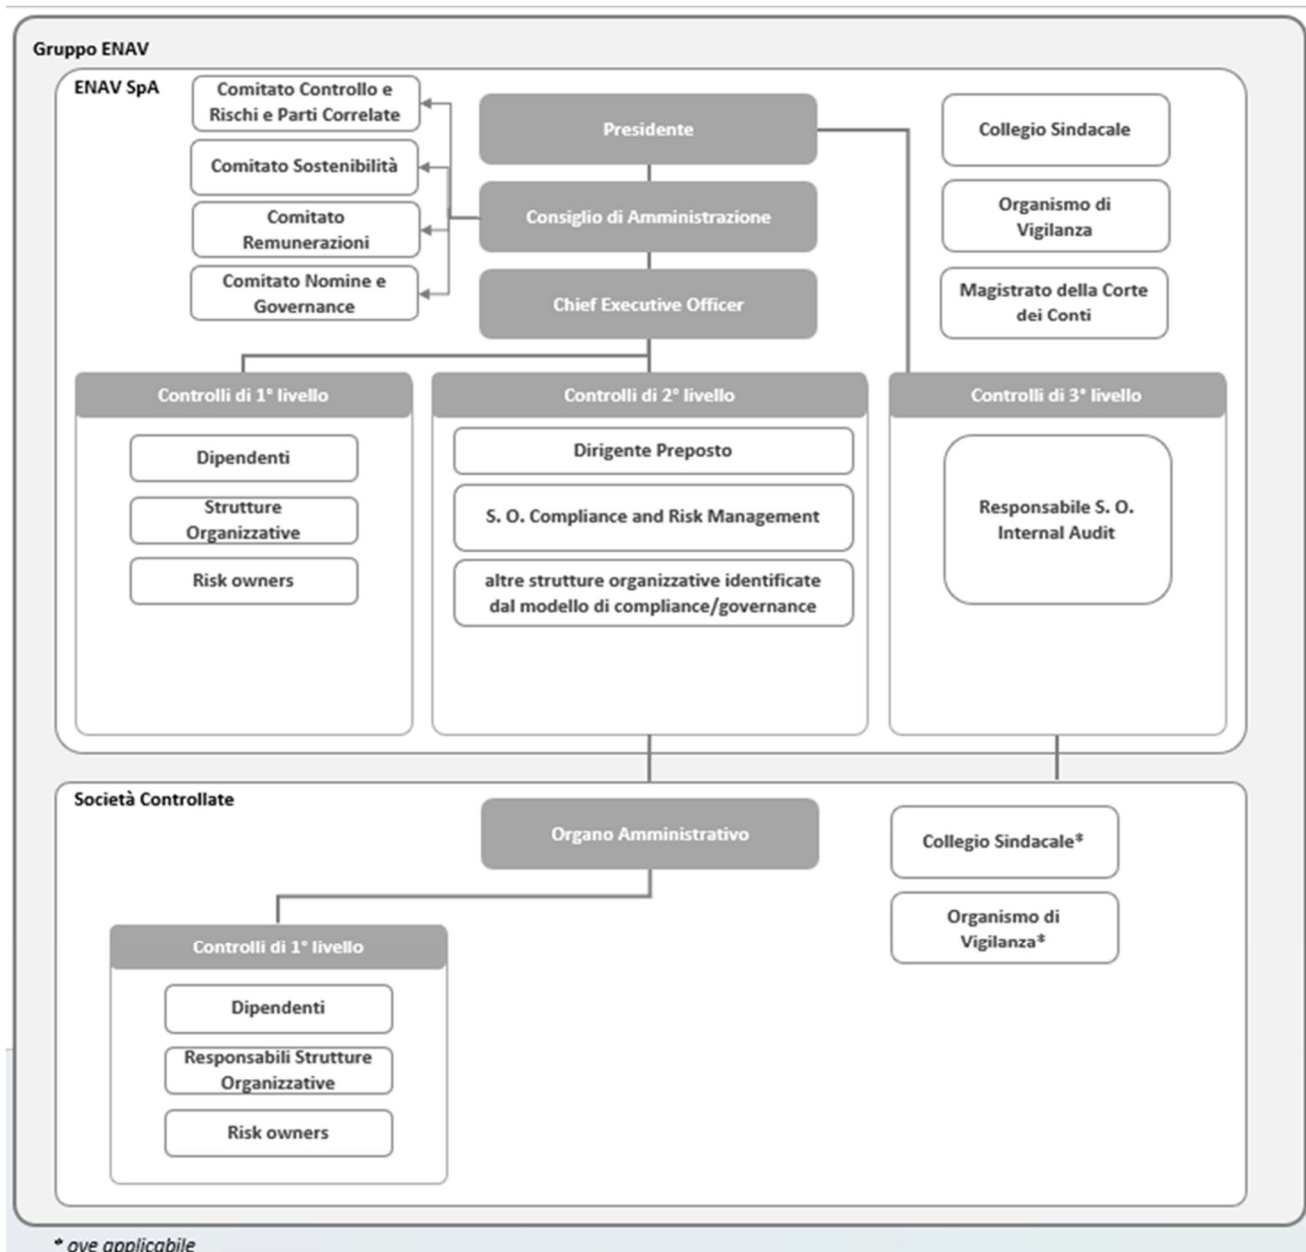 Gruppo ENAV
ENAV SpA
Comitato Controllo e
Rischi e Parti Correlate
Comitato Sostenibilità
Comitato
Remunerazioni
Comitato Nomine e
Governance
Presidente
Consiglio di Amministrazione
Chief Executive Officer
Collegio Sindacale
Organismo di
Vigilanza
Magistrato della Corte
dei Conti
Controlli di 1° livello
Dipendenti
Strutture
Organizzative
Risk owners
Controlli di 2° livello
Dirigente Preposto
S. O. Compliance and Risk Management
altre strutture organizzative identificate
dal modello di compliance/governance
Controlli di 3° livello
Responsabile S. O.
Internal Audit
Società Controllate
Organo Amministrativo
Collegio Sindacale*
Organismo di
Vigilanza*
Controlli di 1° livello
Dipendenti
Responsabili Strutture
Organizzative
Risk owners
* ove applicabile